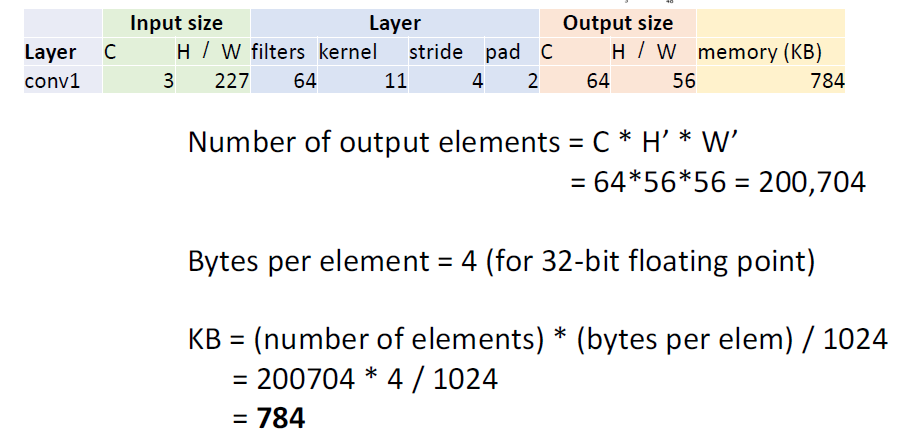 Input size Layer Output size
Layer C H / W filters kernel stride pad C H / W memory (KB)
conv1 3 227 64 11 4 2 64 56 784
Number of output elements = C * H’ * W’
= 64*56*56 = 200,704
Bytes per element = 4 (for 32-bit floating point)
KB = (number of elements) * (bytes per elem) / 1024
= 200704 * 4 / 1024
= 784